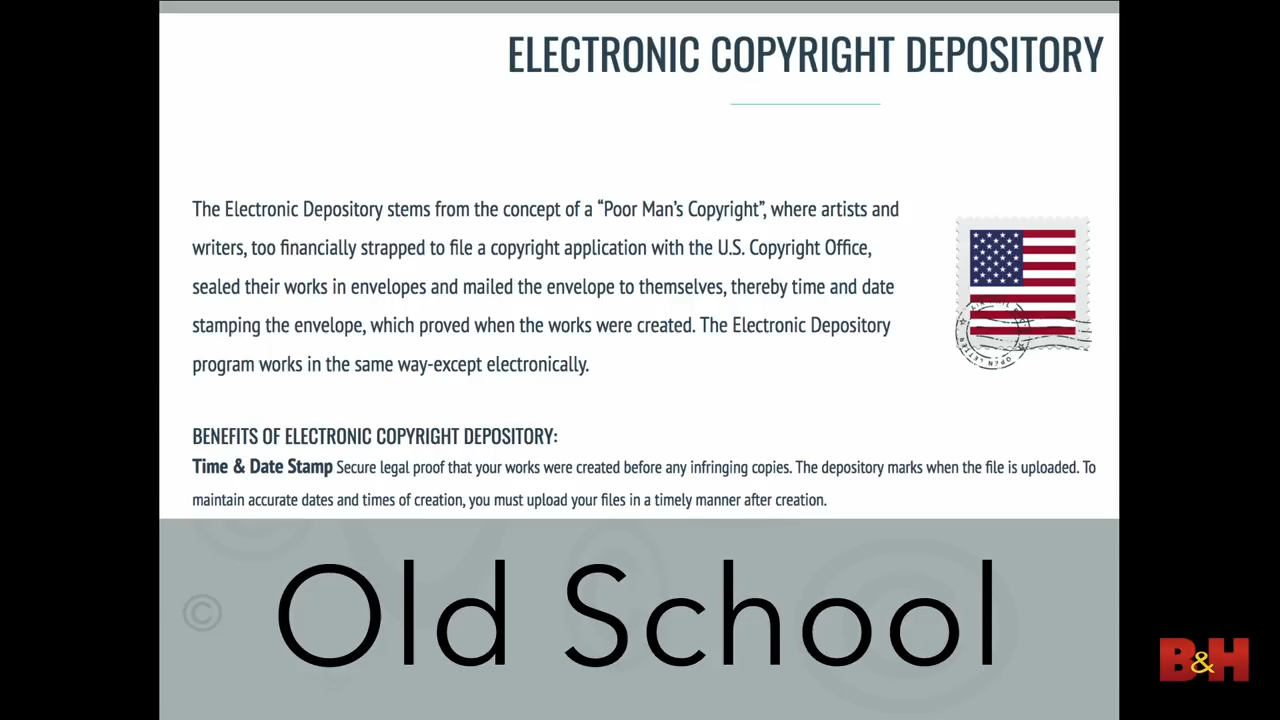 ELECTRONIC COPYRIGHT DEPOSITORY
The Electronic Depository stems from the concept of a “Poor Man’s Copyright”, where artists and
writers, too financially strapped to file a copyright application with the U.S. Copyright Office,
sealed their works in envelopes and mailed the envelope to themselves, thereby time and date
stamping the envelope, which proved when the works were created. The Electronic Depository
program works in the same way-except electronically.
OPEN LETTER
BENEFITS OF ELECTRONIC COPYRIGHT DEPOSITORY:
Time & Date Stamp Secure legal proof that your works were created before any infringing copies. The depository marks when the file is uploaded. To
maintain accurate dates and times of creation, you must upload your files in a timely manner after creation.
©
Old School
B&H